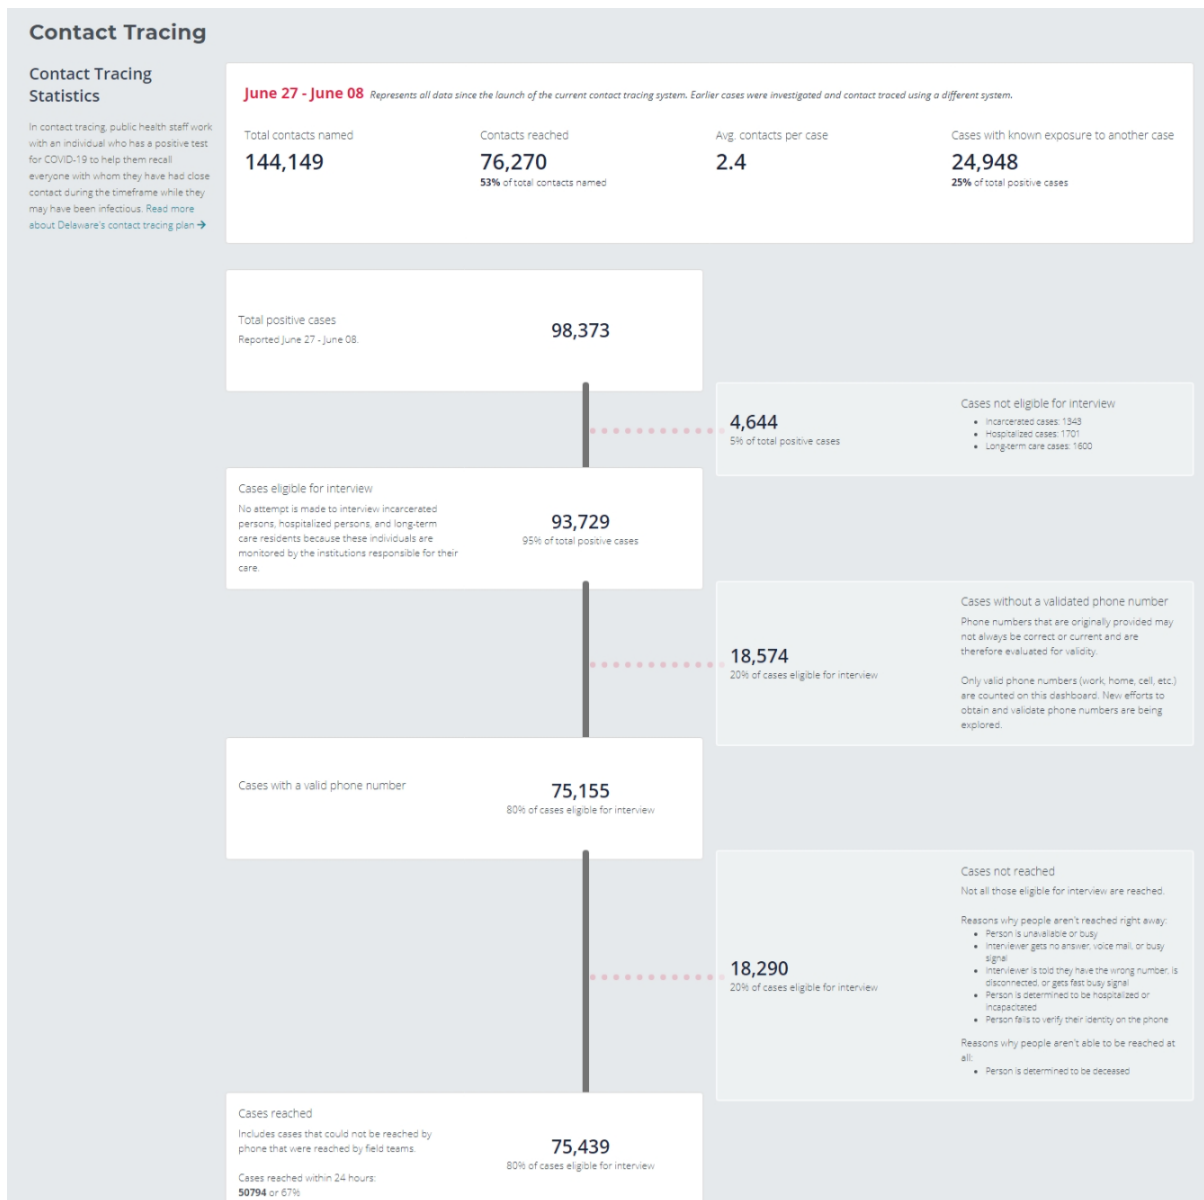 Contact Tracing
Contact Tracing
Statistics
In contact tracing, public health staff work
with an individual who has a positive test
for COVID-19 to help them recall
everyone with whom they have had close
contact during the timeframe while they
may have been infectious. Read more
about Delaware's contact tracing plan →
June 27 - June 08 Represents all data since the launch of the current contact tracing system. Earlier cases were investigated and contact traced using a different system.
Total contacts named
144,149
Contacts reached
76,270
53% of total contacts named
Avg. contacts per case
2.4
Cases with known exposure to another case
24,948
25% of total positive cases
Total positive cases
Reported June 27 - June 08.
98,373
4,644
5% of total positive cases
Cases not eligible for interview
• Incarcerated cases: 1343
• Hospitalized cases: 1701
• Long-term care cases: 1600
Cases eligible for interview
No attempt is made to interview incarcerated
persons, hospitalized persons, and long-term
care residents because these individuals are
monitored by the institutions responsible for their
care.
93,729
95% of total positive cases
18,574
20% of cases eligible for interview
Cases without a validated phone number
Phone numbers that are originally provided may
not always be correct or current and are
therefore evaluated for validity.
Only valid phone numbers (work, home, cell, etc.)
are counted on this dashboard. New efforts to
obtain and validate phone numbers are being
explored.
Cases with a valid phone number
75,155
80% of cases eligible for interview
18,290
20% of cases eligible for interview
Cases not reached
Not all those eligible for interview are reached.
Reasons why people aren't reached right away:
• Person is unavailable or busy
• Interviewer gets no answer, voice mail, or busy
signal
• Interviewer is told they have the wrong number, is
disconnected, or gets fast busy signal
• Person is determined to be hospitalized or
incapacitated
• Person fails to verify their identity on the phone
Reasons why people aren't able to be reached at
all:
• Person is determined to be deceased
Cases reached
Includes cases that could not be reached by
phone that were reached by field teams.
Cases reached within 24 hours:
50794 or 67%
75,439
80% of cases eligible for interview